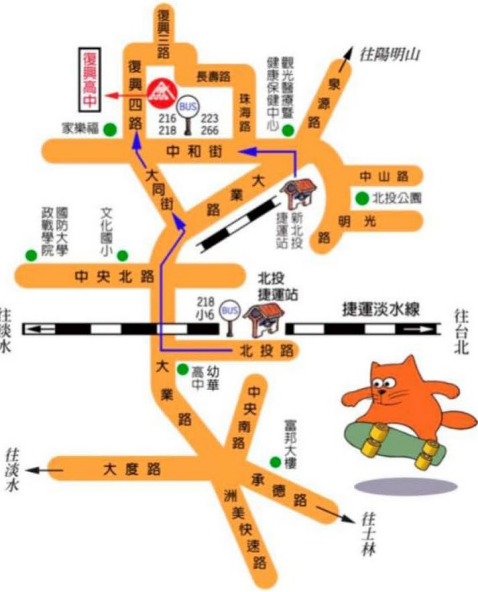 復興三路
往陽明山
復興高中
復興四路
長壽路
珠海路
觀光醫療暨
健康保健中心
泉源路
BUS
216 223
218 266
家樂福
中和街
大同街
大業路
新北投
捷運站
中山路
北投公園
光明路
國防大學
政戰學院
文化國小
中央北路
北投
捷運站
218
小6
BUS
捷運淡水線
往淡水
往台北
北投路
幼華
高中
大業路
中央南路
富邦大樓
往淡水
大度路
承德路
洲美快速路
往士林